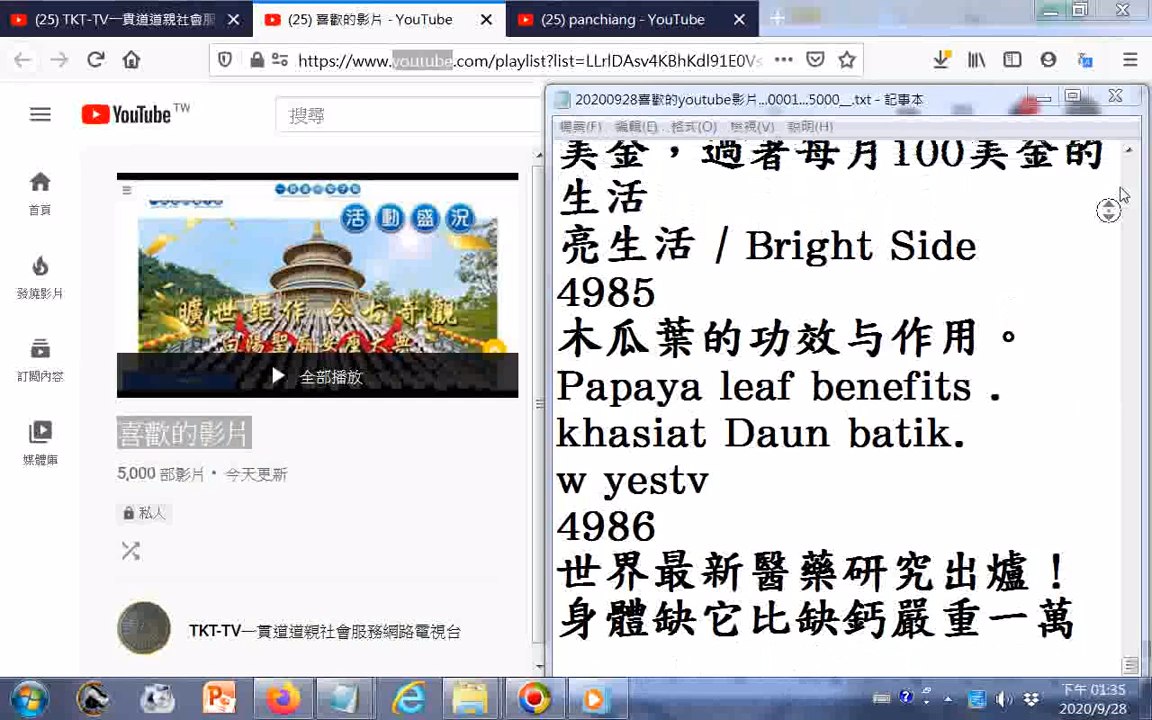 (25) TKT-TV一貫道道親社會服
(25) 喜歡的影片 - YouTube
(25) panchiang - YouTube
https://www.youtube.com/playlist?list=LLrlDAsv4KBhKdl91E0Vs
YouTube TW
搜尋
首頁
發燒影片
訂閱內容
媒體庫
活動盛況
曠世鉅作 今古奇觀
全部播放
喜歡的影片
5,000 部影片・今天更新
私人
TKT-TV一貫道道親社會服務網路電視台
20200928喜歡的youtube影片...0001...5000__.txt - 記事本
檔案(F) 編輯(E) 格式(O) 檢視(V) 說明(H)
美金，過著每月100美金的
生活
亮生活 / Bright Side
4985
木瓜葉的功效与作用。
Papaya leaf benefits .
khasiat Daun batik.
w yestv
4986
世界最新醫藥研究出爐！
身體缺它比缺鈣嚴重一萬
下午 01:35
2020/9/28